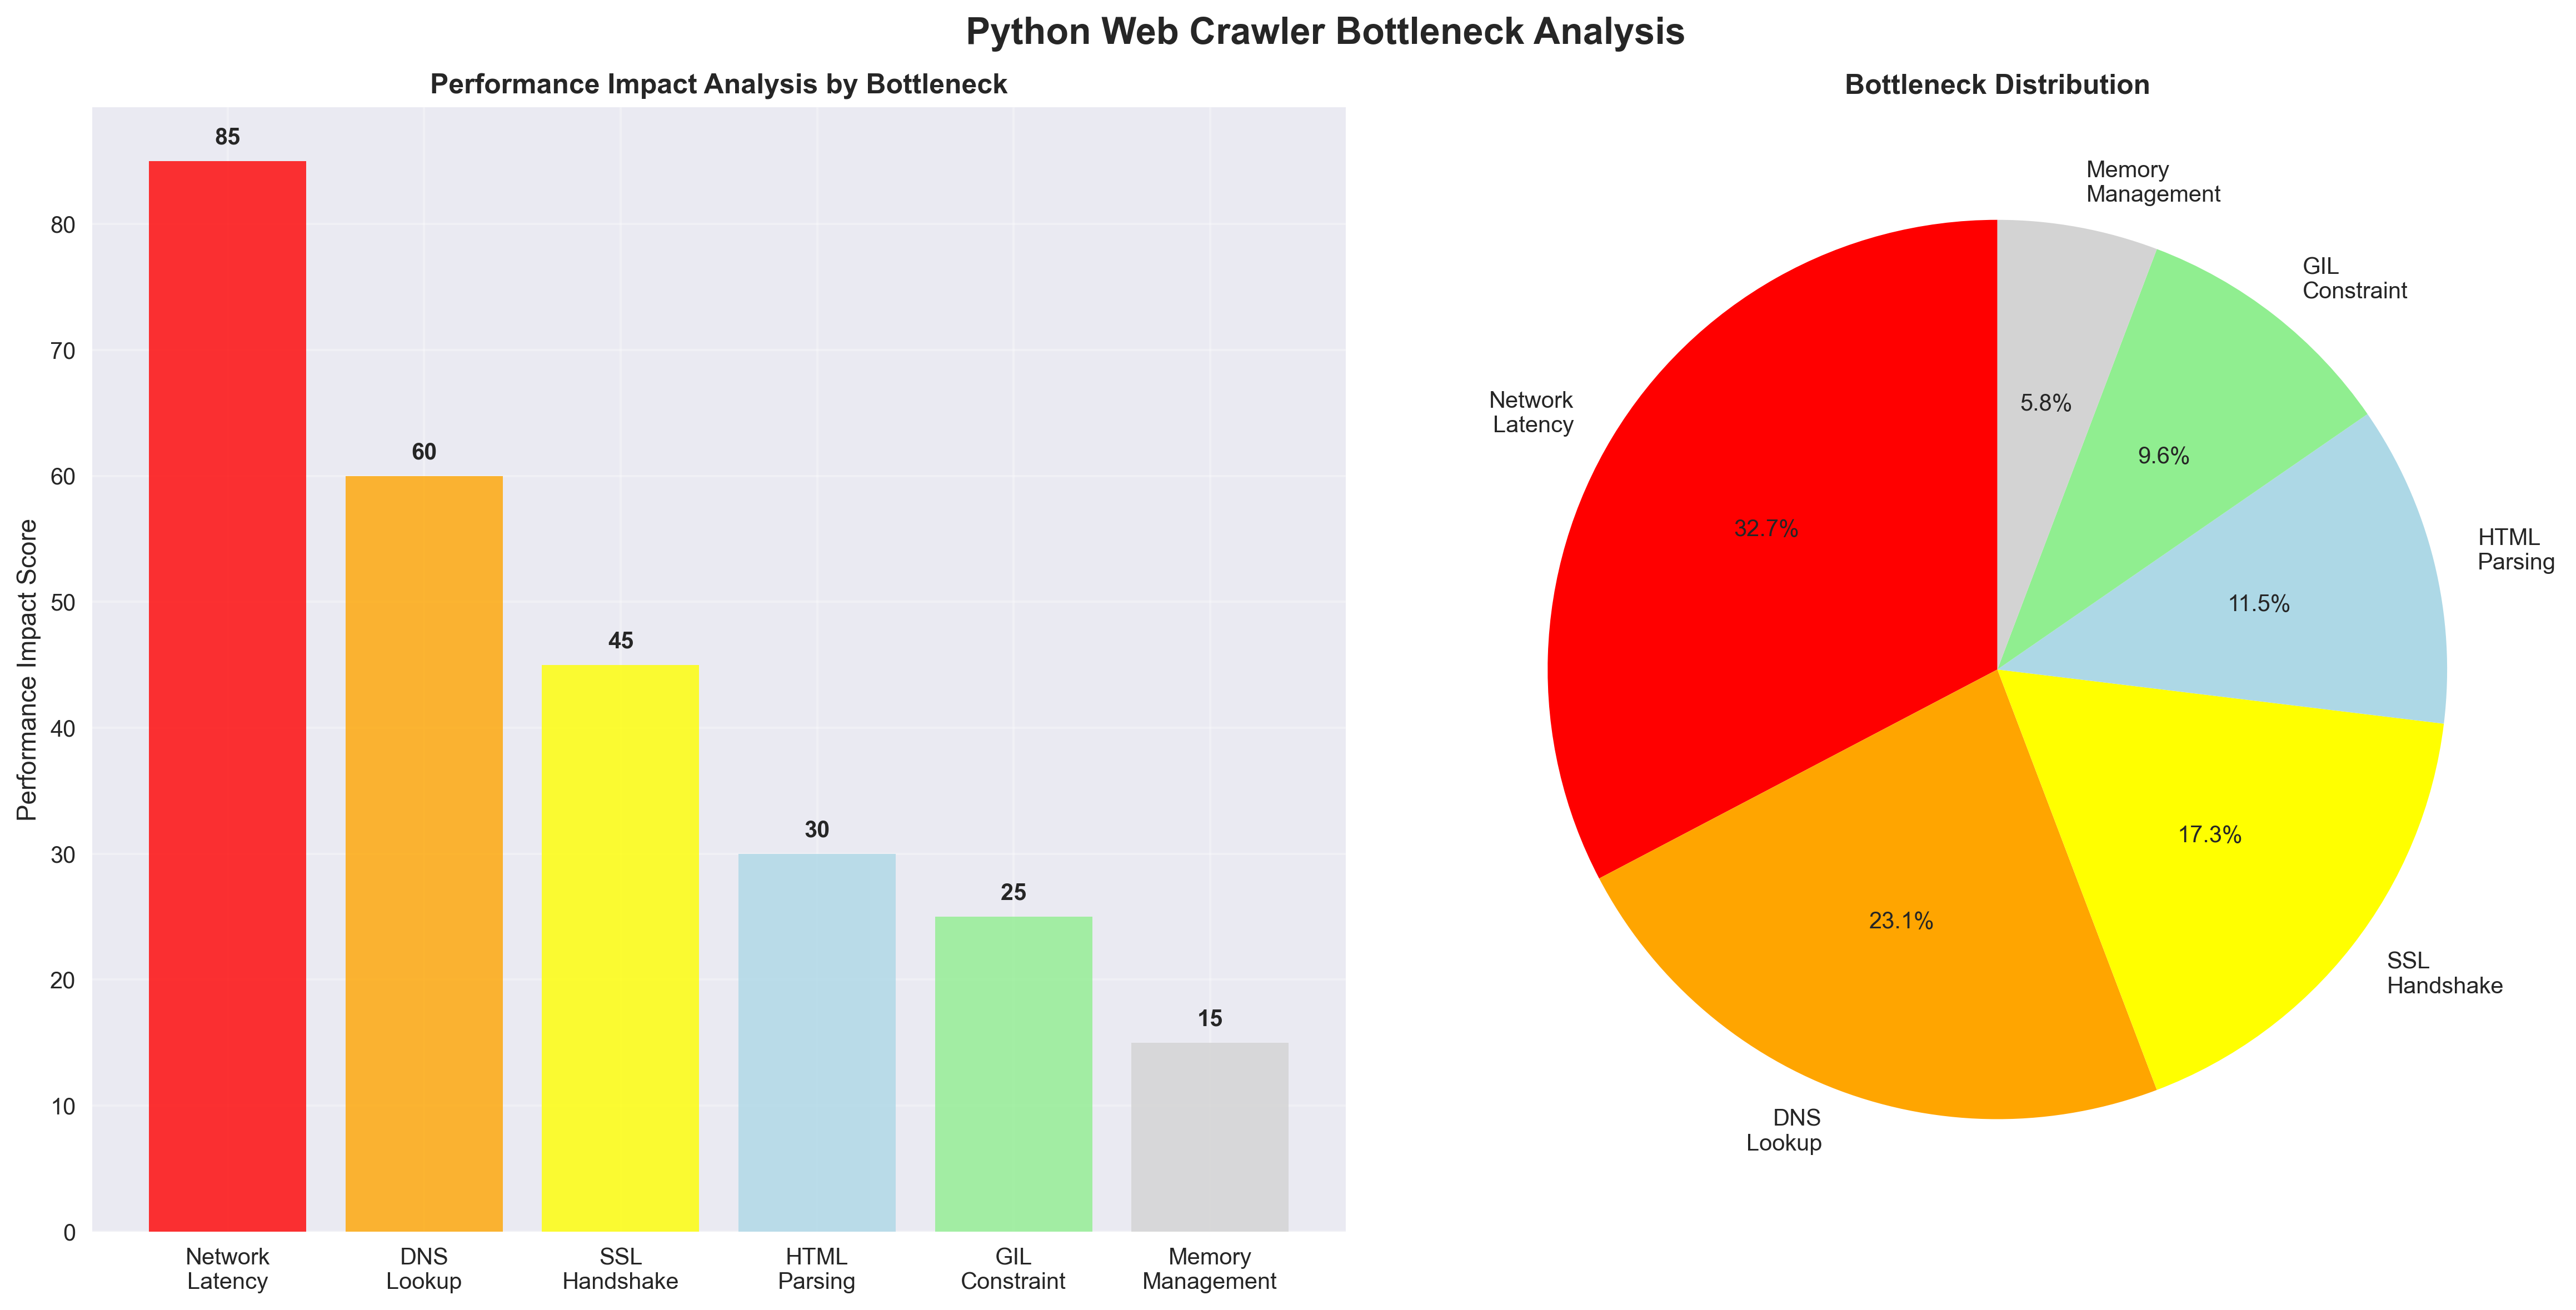 Python Web Crawler Bottleneck Analysis
Performance Impact Analysis by Bottleneck
Performance Impact Score
80
70
60
50
40
30
20
10
0
85
60
45
30
25
15
Network
Latency
DNS
Lookup
SSL
Handshake
HTML
Parsing
GIL
Constraint
Memory
Management
Bottleneck Distribution
Memory
Management
GIL
Constraint
Network
Latency
HTML
Parsing
SSL
Handshake
DNS
Lookup
5.8%
9.6%
32.7%
11.5%
17.3%
23.1%